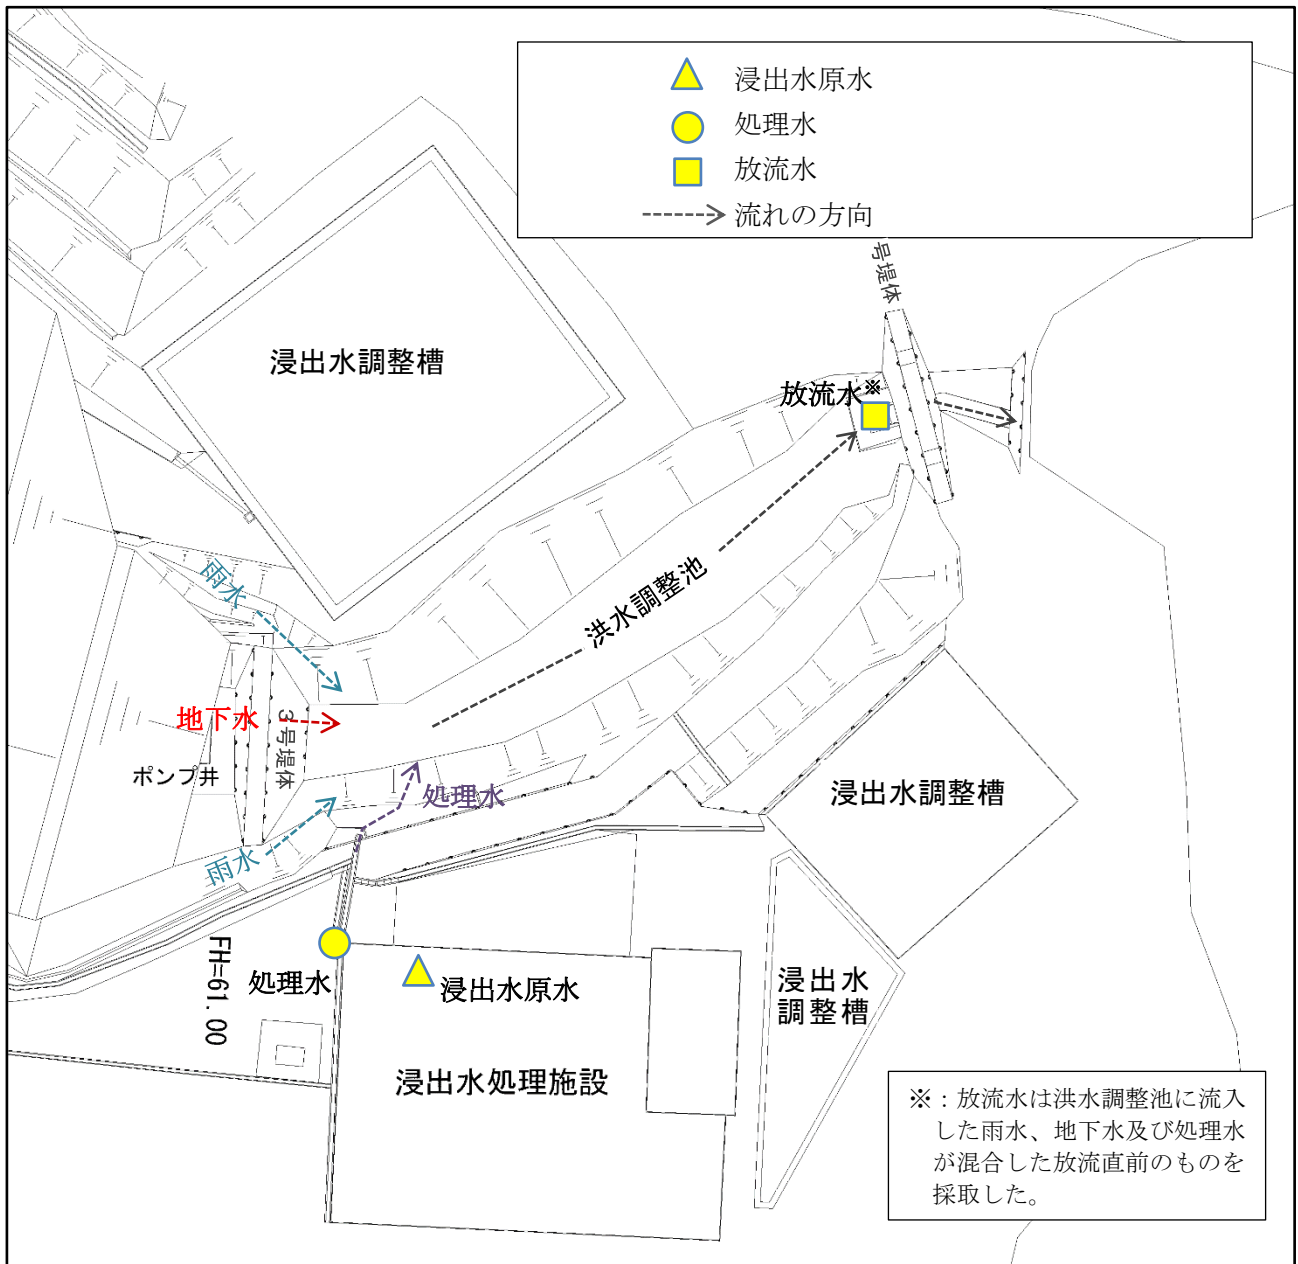 浸出水原水
処理水
放流水
流れの方向
号堤体
浸出水調整槽
放流水※
雨水
洪水調整池
地下水
3号堤体
ポンプ井
処理水
浸出水調整槽
雨水
FH=61.00
処理水
浸出水原水
浸出水
調整槽
浸出水処理施設
※：放流水は洪水調整池に流入
した雨水、地下水及び処理水
が混合した放流直前のものを
採取した。